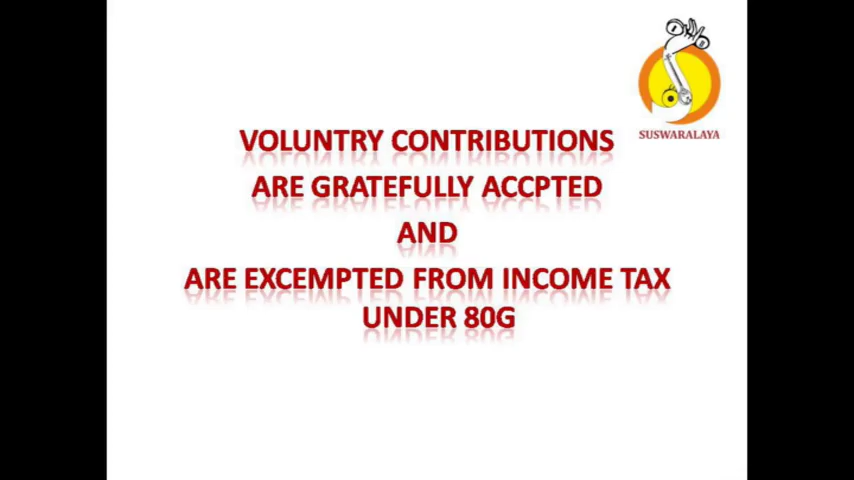 SUSWARALAYA
VOLUNTRY CONTRIBUTIONS
ARE GRATEFULLY ACCPTED
AND
ARE EXCEMPTED FROM INCOME TAX
UNDER 80G